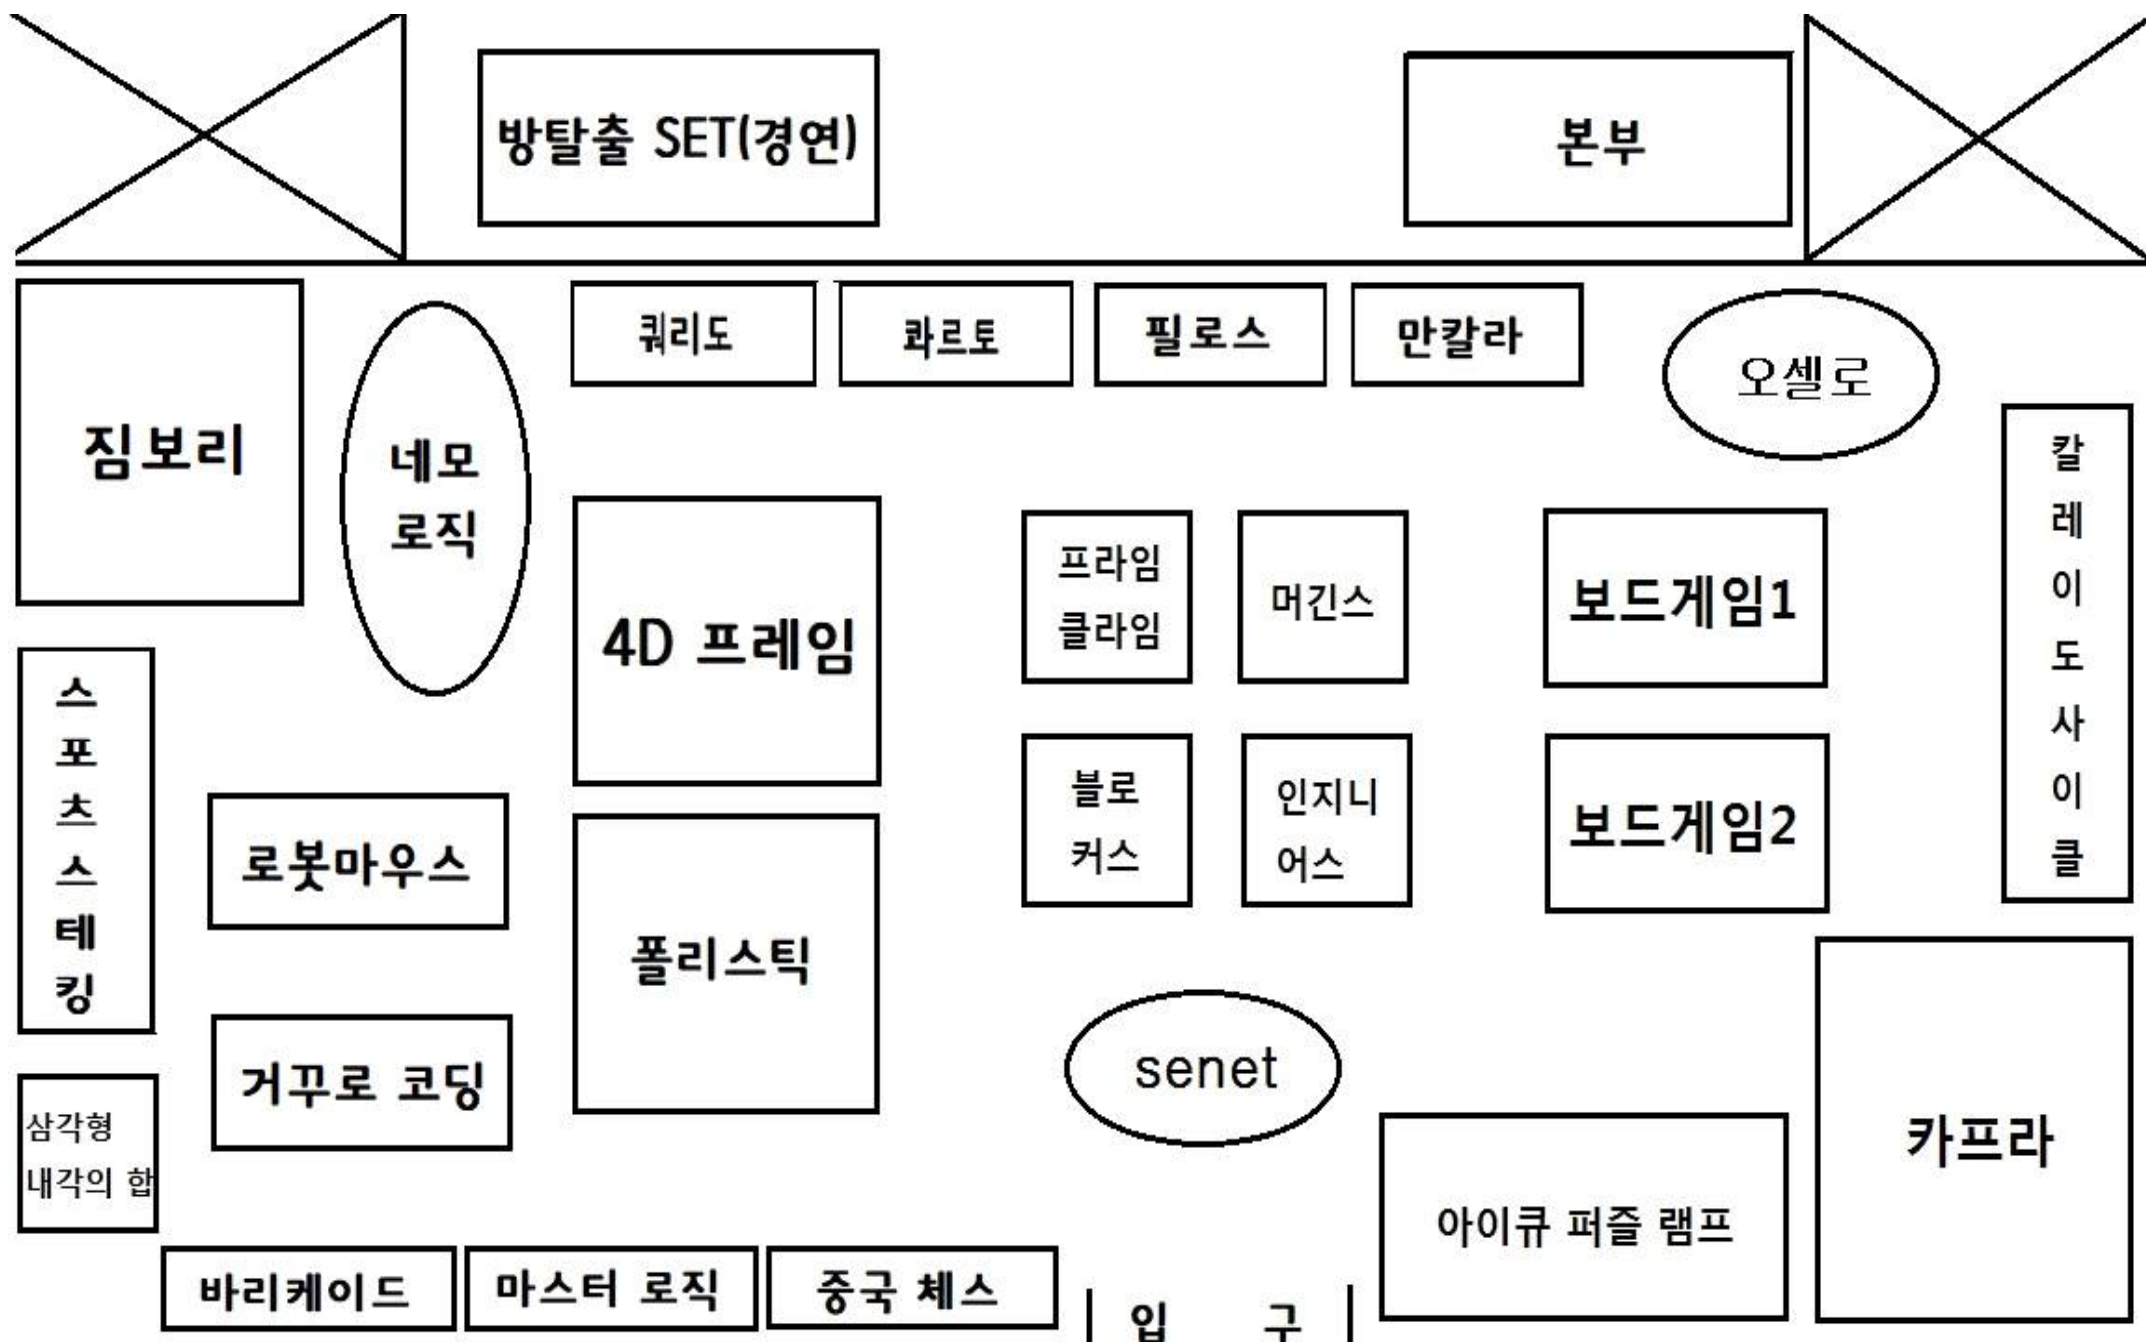 방탈출 SET(경연)
본부
짐보리
네모
로직
쿼리도
콰르토
필로스
만칼라
오셀로
칼
레
이
도
사
이
클
4D 프레임
프라임
클라임
머긴스
보드게임1
스
포
츠
스
테
킹
로봇마우스
폴리스틱
블로
커스
인지니
어스
보드게임2
거꾸로 코딩
senet
카프라
삼각형
내각의 합
아이큐 퍼즐 램프
바리케이드
마스터 로직
중국 체스
입 구